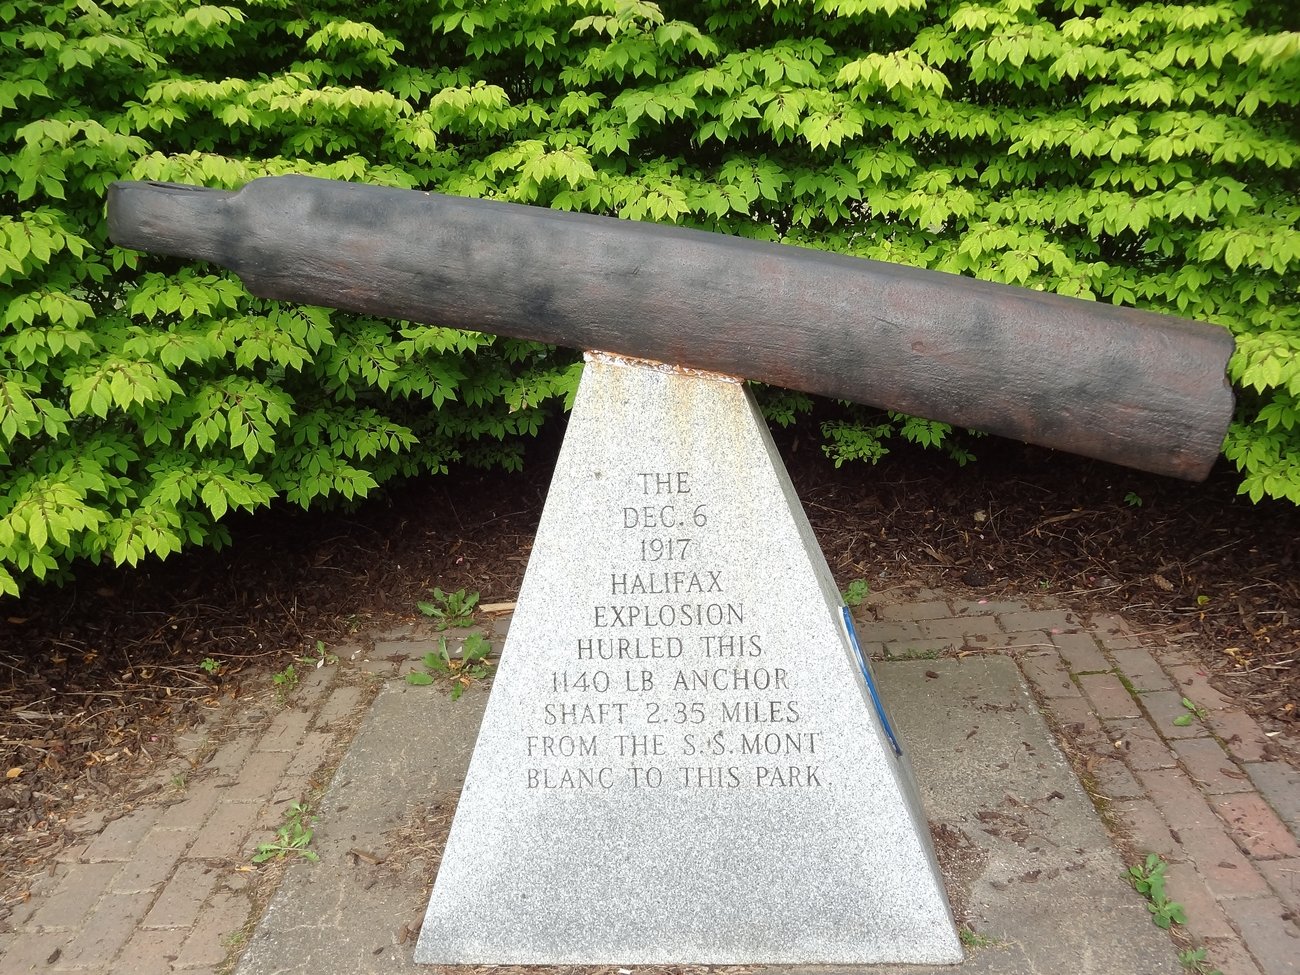 THE
DEC. 6
1917
HALIFAX
EXPLOSION
HURLED THIS
1140 LB ANCHOR
SHAFT 2.35 MILES
FROM THE S.S. MONT
BLANC TO THIS PARK